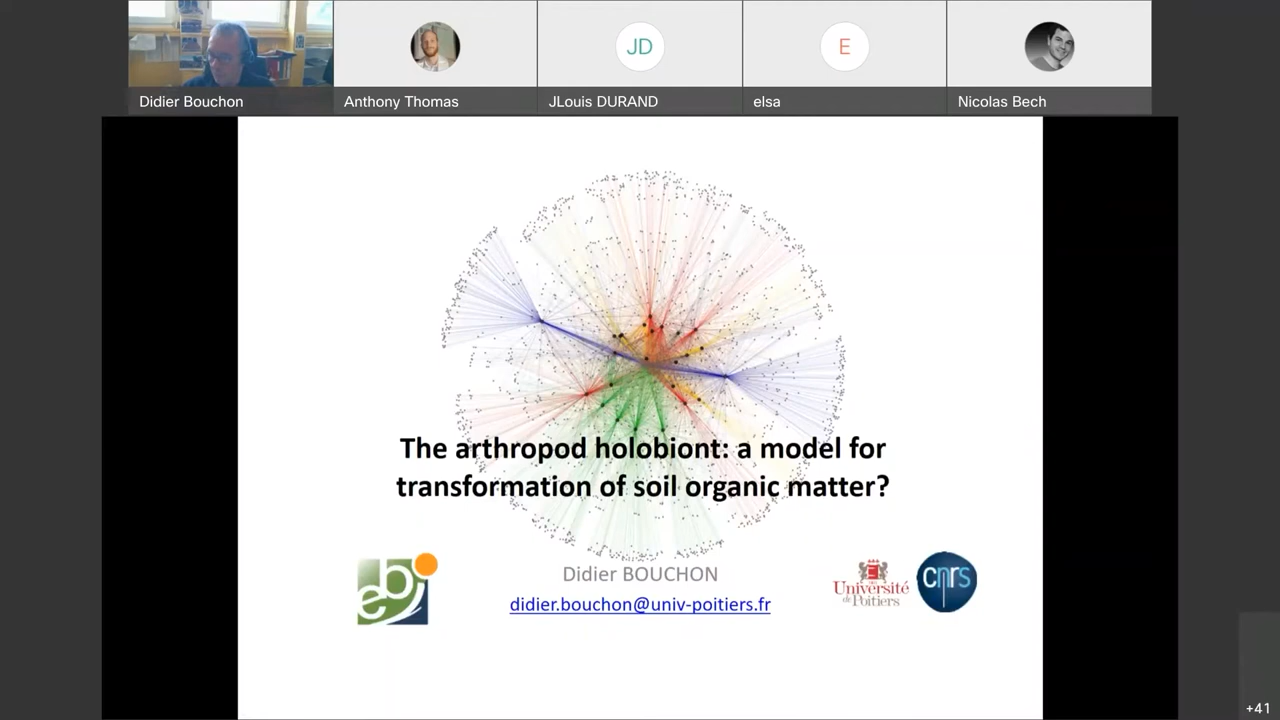 Didier Bouchon
Anthony Thomas
JD
JLouis DURAND
E
elsa
Nicolas Bech
The arthropod holobiont: a model for
transformation of soil organic matter?
ebi
Didier BOUCHON
didier.bouchon@univ-poitiers.fr
Université
de Poitiers
cnrs
+41